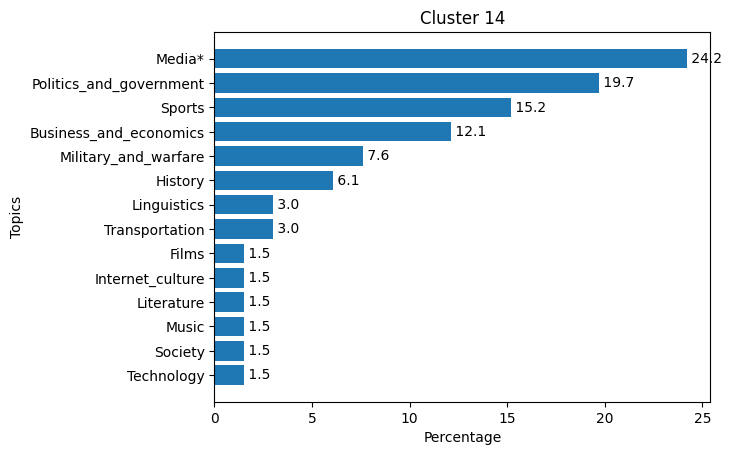 Cluster 14
Topics
Media* 24.2
Politics_and_government 19.7
Sports 15.2
Business_and_economics 12.1
Military_and_warfare 7.6
History 6.1
Linguistics 3.0
Transportation 3.0
Films 1.5
Internet_culture 1.5
Literature 1.5
Music 1.5
Society 1.5
Technology 1.5
0 5 10 15 20 25
Percentage